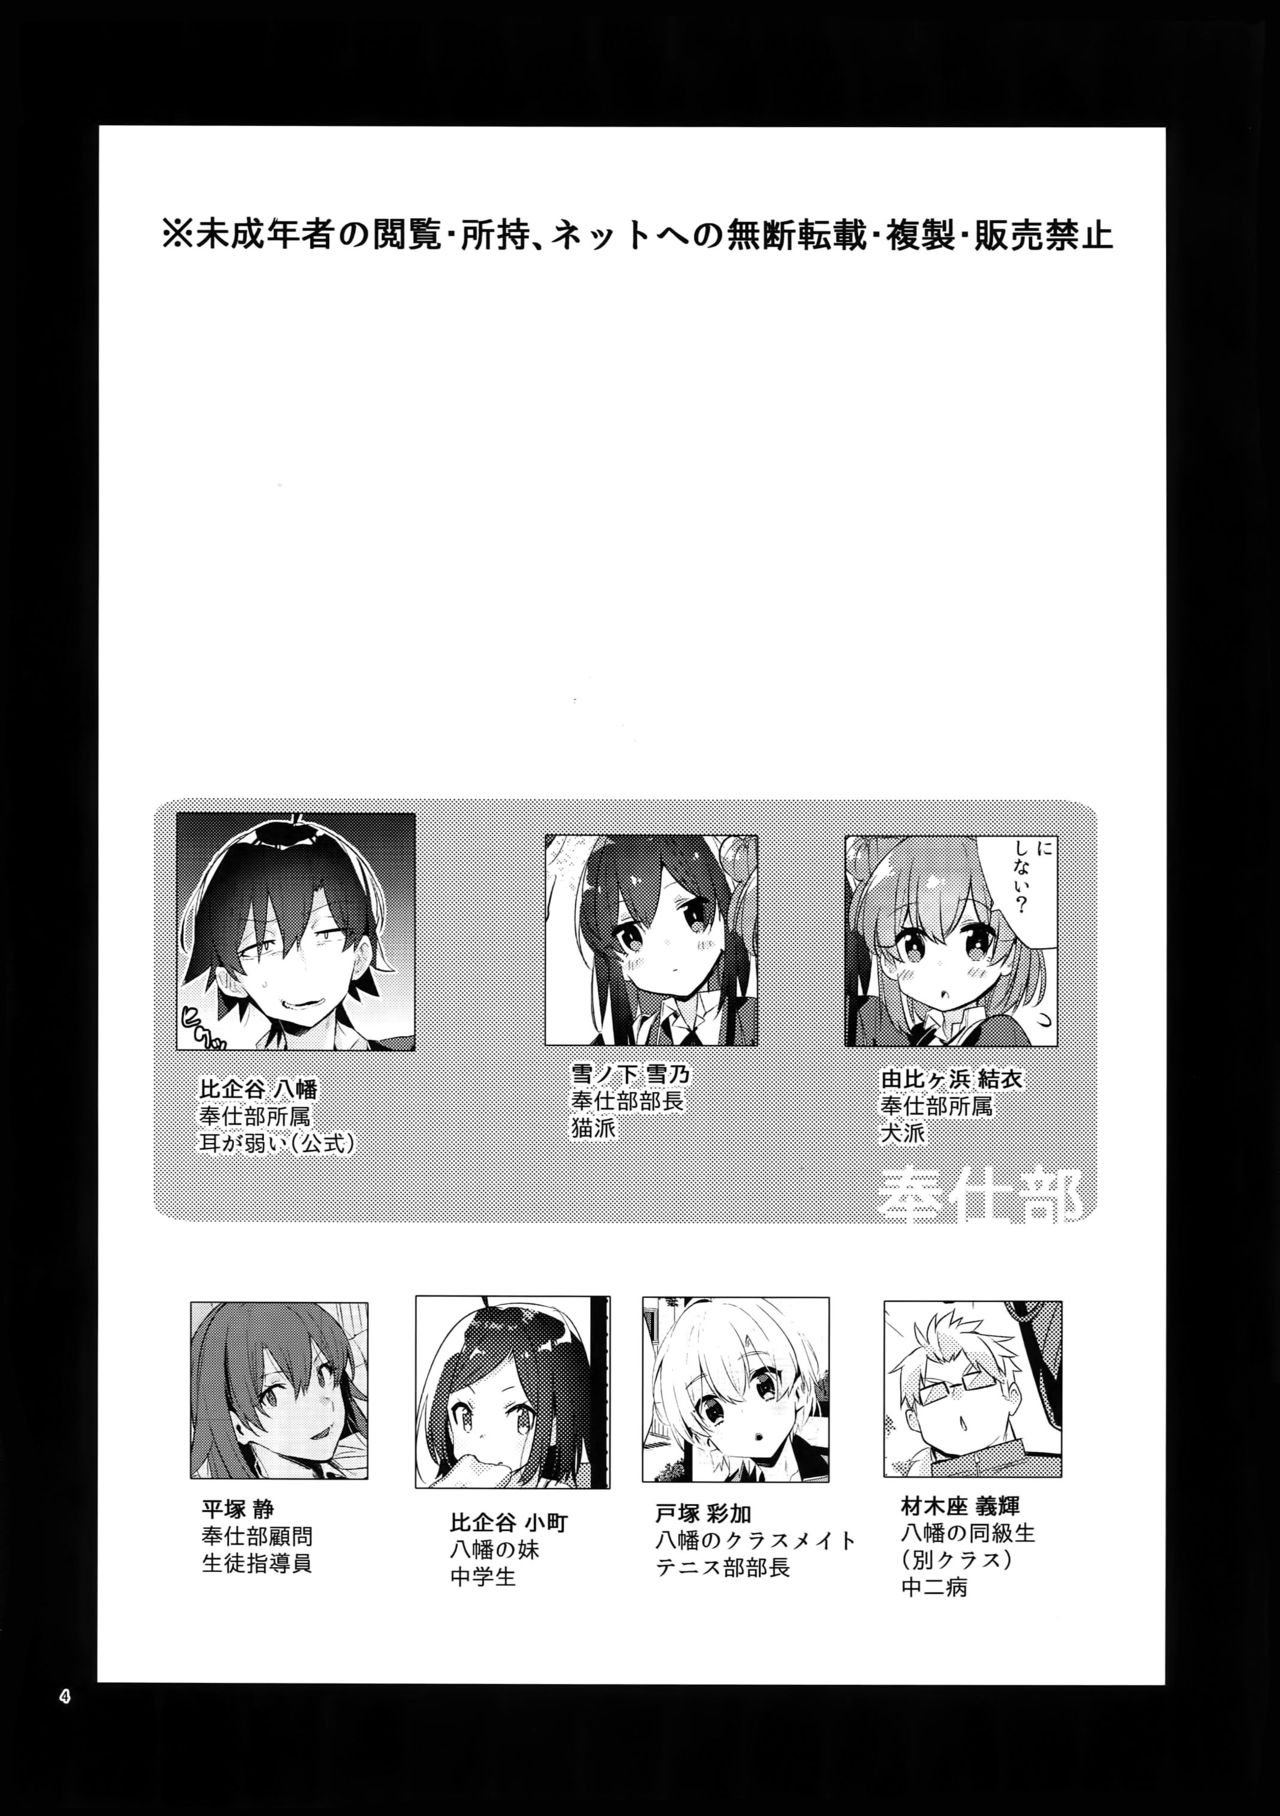 ※未成年者の閲覧・所持、ネットへの無断転載・複製・販売禁止
に
しない?
ビクッ
比企谷 八幡
奉仕部所属
耳が弱い(公式)
雪ノ下 雪乃
奉仕部部長
猫派
由比ヶ浜 結衣
奉仕部所属
犬派
奉仕部
平塚 静
奉仕部顧問
生徒指導員
比企谷 小町
八幡の妹
中学生
戸塚 彩加
八幡のクラスメイト
テニス部部長
材木座 義輝
八幡の同級生
(別クラス)
中二病
4